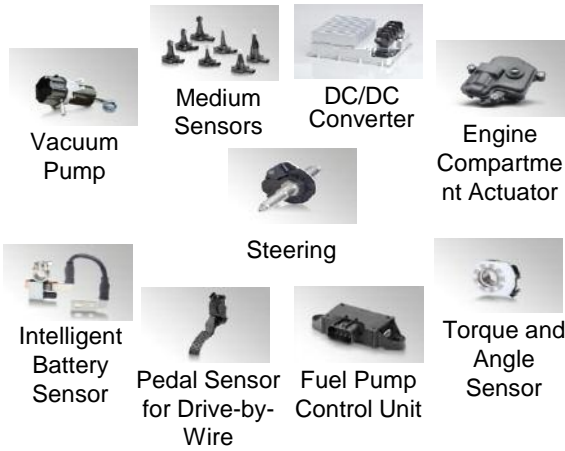 Vacuum
Pump
Medium
Sensors
DC/DC
Converter
Engine
Compartme
nt Actuator
Steering
Intelligent
Battery
Sensor
Pedal Sensor
for Drive-by-
Wire
Fuel Pump
Control Unit
Torque and
Angle
Sensor